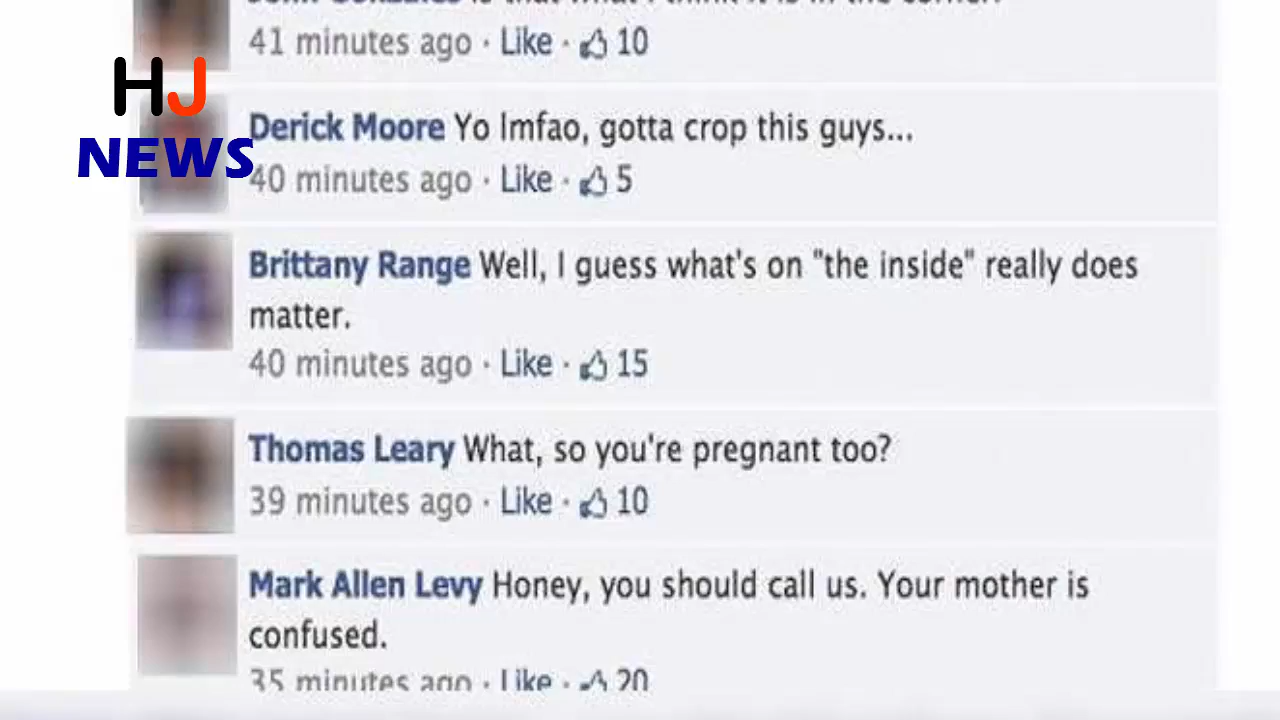 41 minutes ago · Like · 10
HJ
NEWS
Derick Moore Yo lmfao, gotta crop this guys...
40 minutes ago · Like · 5
Brittany Range Well, I guess what's on "the inside" really does
matter.
40 minutes ago · Like · 15
Thomas Leary What, so you're pregnant too?
39 minutes ago · Like · 10
Mark Allen Levy Honey, you should call us. Your mother is
confused.
35 minutes ago · Like · 20